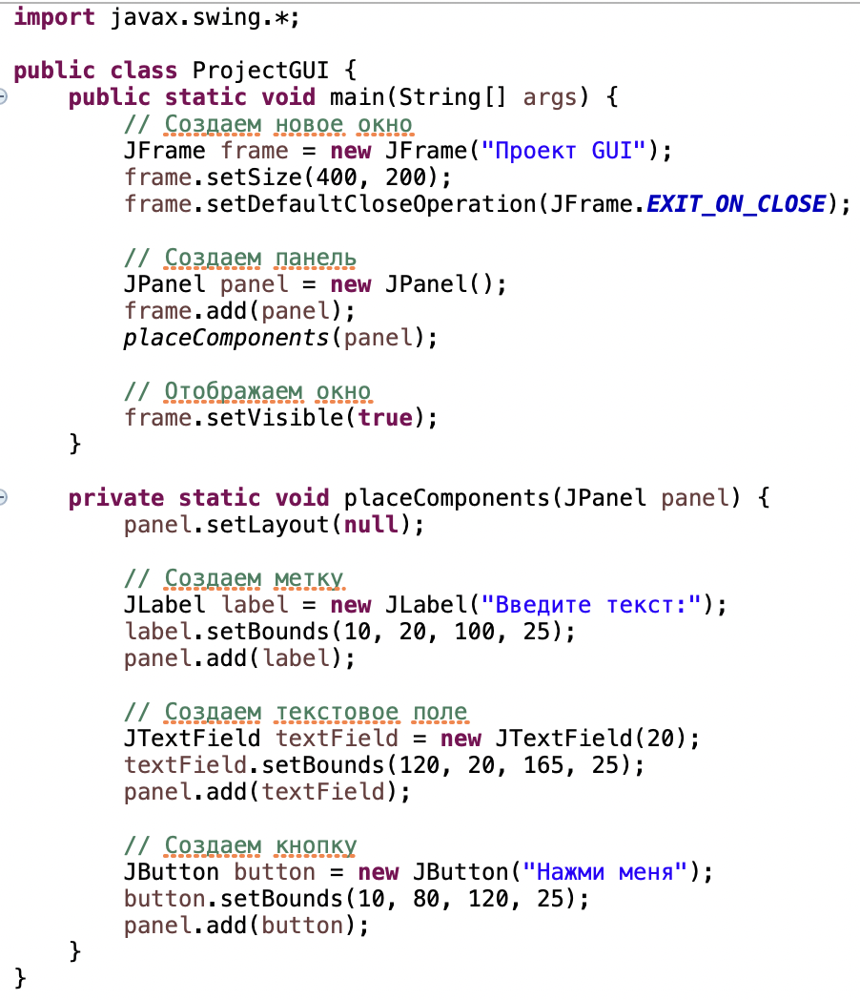 import javax.swing.*;
public class ProjectGUI {
public static void main(String[] args) {
// Создаем новое окно
JFrame frame = new JFrame("Проект GUI");
frame.setSize(400, 200);
frame.setDefaultCloseOperation(JFrame.EXIT_ON_CLOSE);
// Создаем панель
JPanel panel = new JPanel();
frame.add(panel);
placeComponents(panel);
// Отображаем окно
frame.setVisible(true);
}
private static void placeComponents(JPanel panel) {
panel.setLayout(null);
// Создаем метку
JLabel label = new JLabel("Введите текст:");
label.setBounds(10, 20, 100, 25);
panel.add(label);
// Создаем текстовое поле
JTextField textField = new JTextField(20);
textField.setBounds(120, 20, 165, 25);
panel.add(textField);
// Создаем кнопку
JButton button = new JButton("Нажми меня");
button.setBounds(10, 80, 120, 25);
panel.add(button);
}
}